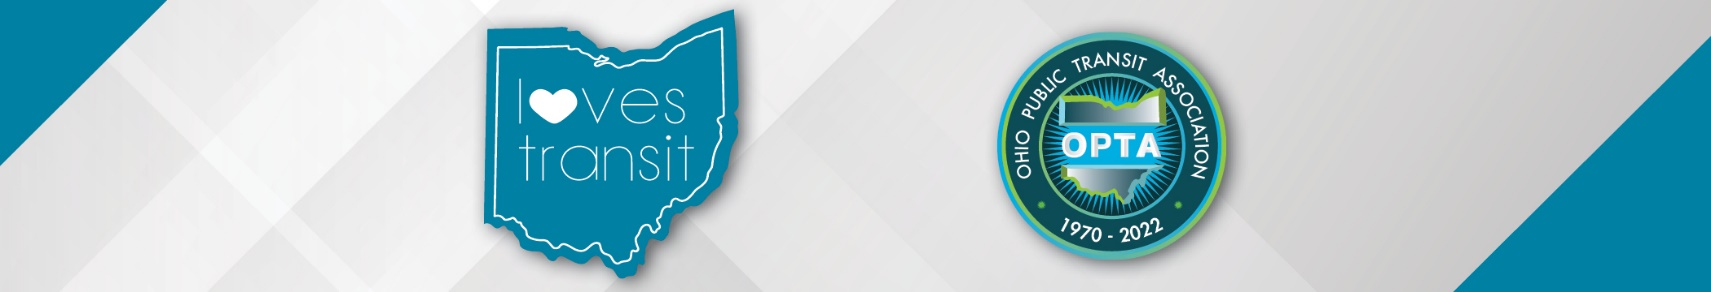 l ves
transit
OHIO PUBLIC TRANSIT ASSOCIATION
OPTA
1970 - 2022